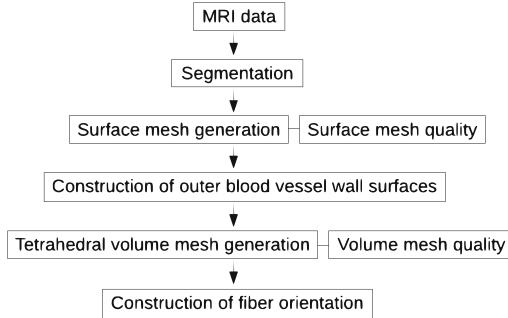 MRI data
Segmentation
Surface mesh generation
Surface mesh quality
Construction of outer blood vessel wall surfaces
Tetrahedral volume mesh generation
Volume mesh quality
Construction of fiber orientation